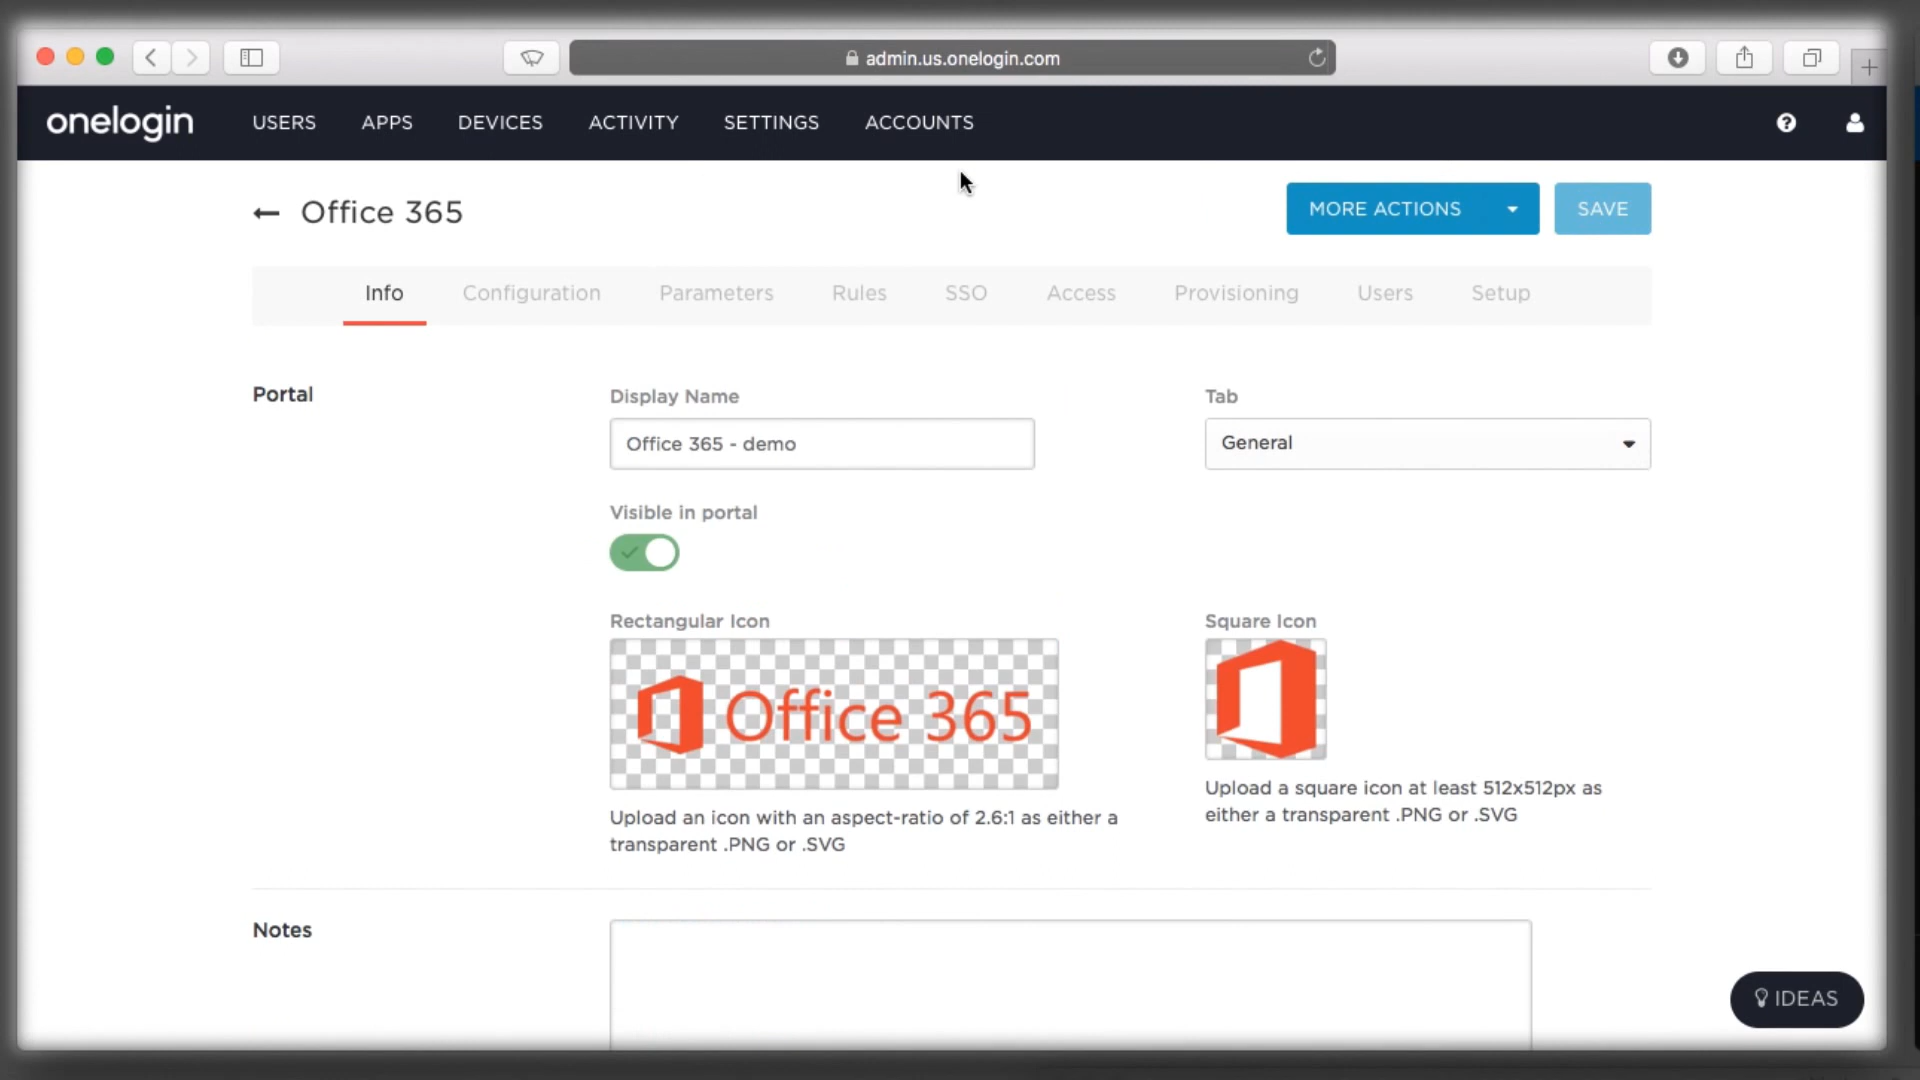 admin.us.onelogin.com
onelogin USERS APPS DEVICES ACTIVITY SETTINGS ACCOUNTS
Office 365 MORE ACTIONS SAVE
Info Configuration Parameters Rules SSO Access Provisioning Users Setup
Portal
Display Name
Office 365 - demo
Tab
General
Visible in portal
Rectangular Icon
Office 365
Upload an icon with an aspect-ratio of 2.6:1 as either a
transparent .PNG or .SVG
Square Icon
Upload a square icon at least 512x512px as
either a transparent .PNG or .SVG
Notes
IDEAS